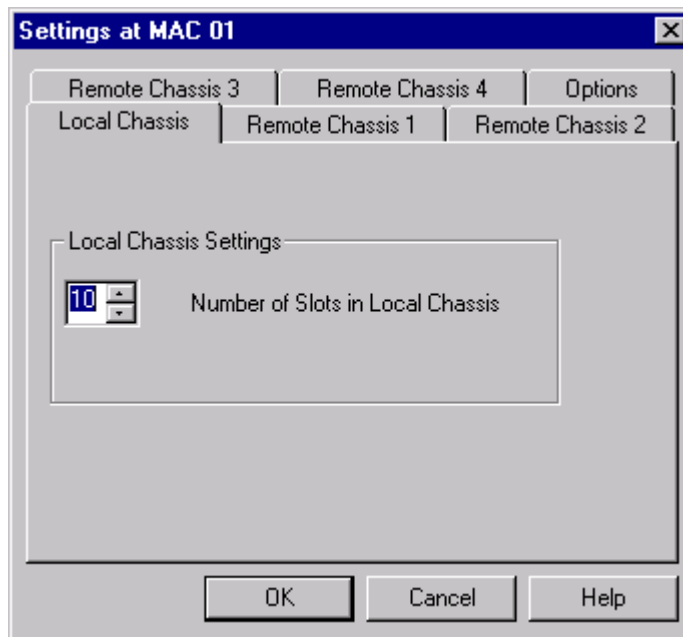 Settings at MAC 01
Remote Chassis 3 Remote Chassis 4 Options
Local Chassis Remote Chassis 1 Remote Chassis 2
Local Chassis Settings
10 Number of Slots in Local Chassis
OK Cancel Help